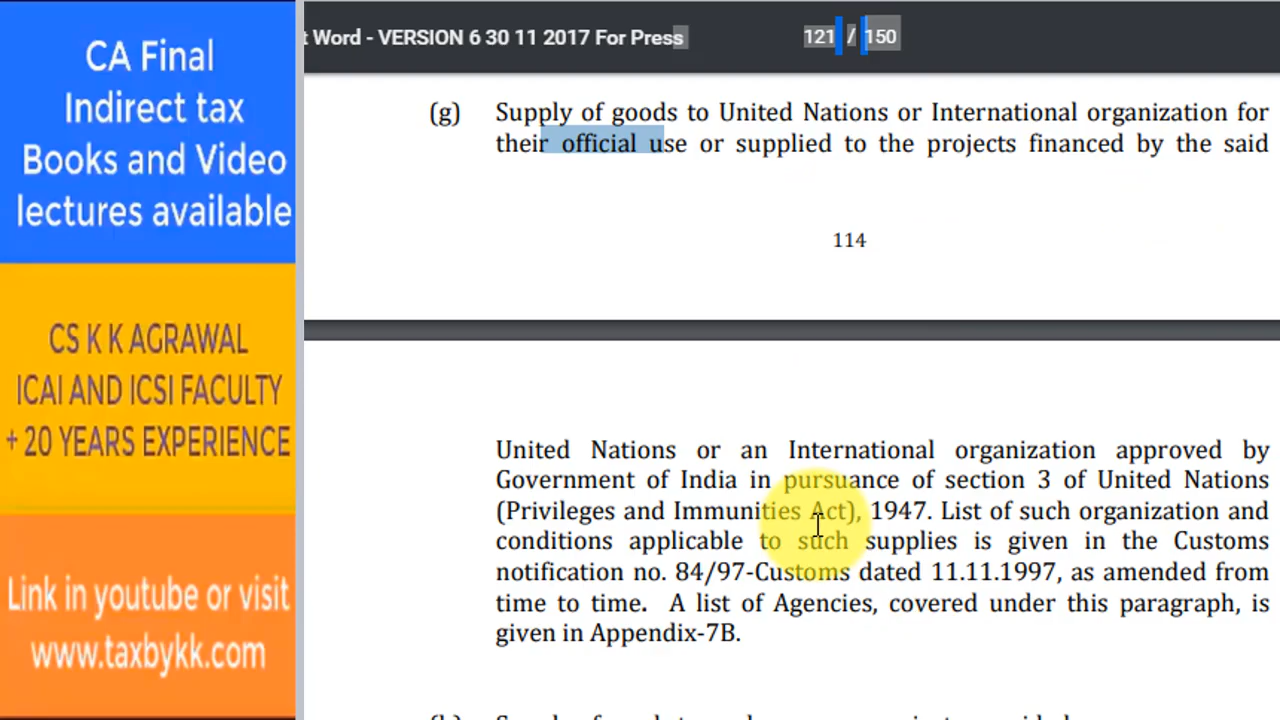 CA Final
Indirect tax
Books and Video
lectures available
CS K K AGRAWAL
ICAI AND ICSI FACULTY
+ 20 YEARS EXPERIENCE
Link in youtube or visit
www.taxbykk.com
t Word - VERSION 6 30 11 2017 For Press
121 / 150
(g) Supply of goods to United Nations or International organization for
their official use or supplied to the projects financed by the said
114
United Nations or an International organization approved by
Government of India in pursuance of section 3 of United Nations
(Privileges and Immunities Act), 1947. List of such organization and
conditions applicable to such supplies is given in the Customs
notification no. 84/97-Customs dated 11.11.1997, as amended from
time to time. A list of Agencies, covered under this paragraph, is
given in Appendix-7B.